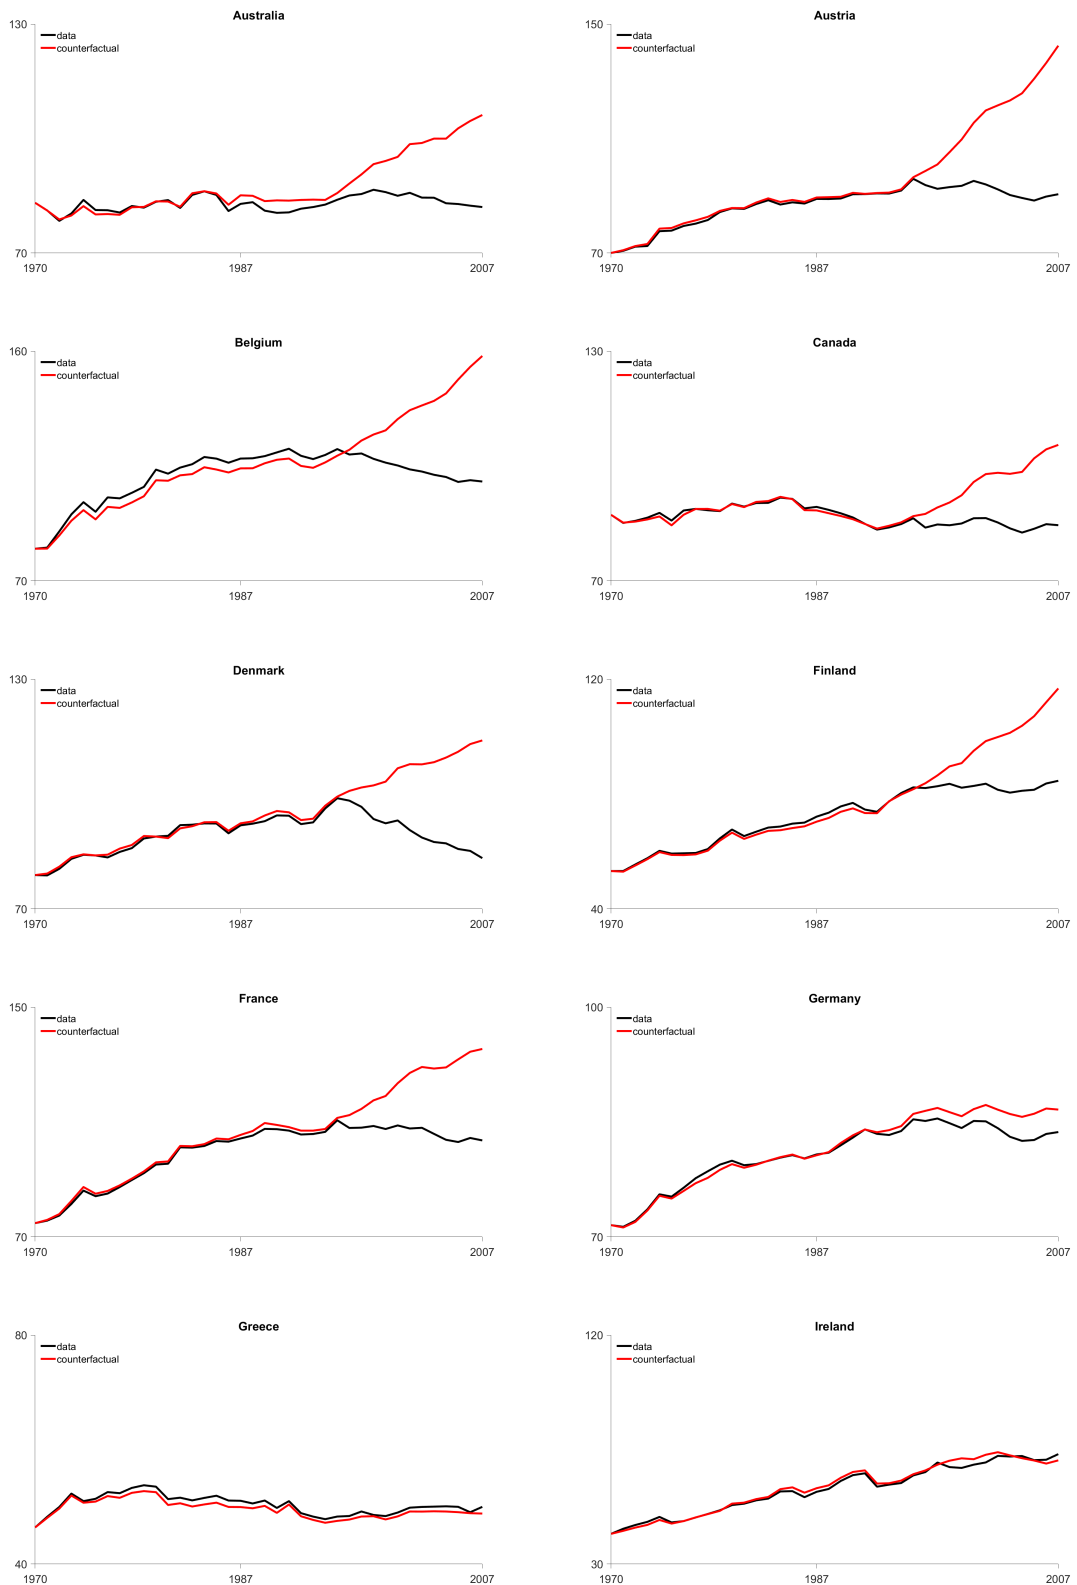 Australia
130
data
counterfactual
70
1970
1987
2007
Austria
150
data
counterfactual
70
1970
1987
2007
Belgium
160
data
counterfactual
70
1970
1987
2007
Canada
130
data
counterfactual
70
1970
1987
2007
Denmark
130
data
counterfactual
70
1970
1987
2007
Finland
120
data
counterfactual
40
1970
1987
2007
France
150
data
counterfactual
70
1970
1987
2007
Germany
100
data
counterfactual
70
1970
1987
2007
Greece
80
data
counterfactual
40
1970
1987
2007
Ireland
120
data
counterfactual
30
1970
1987
2007